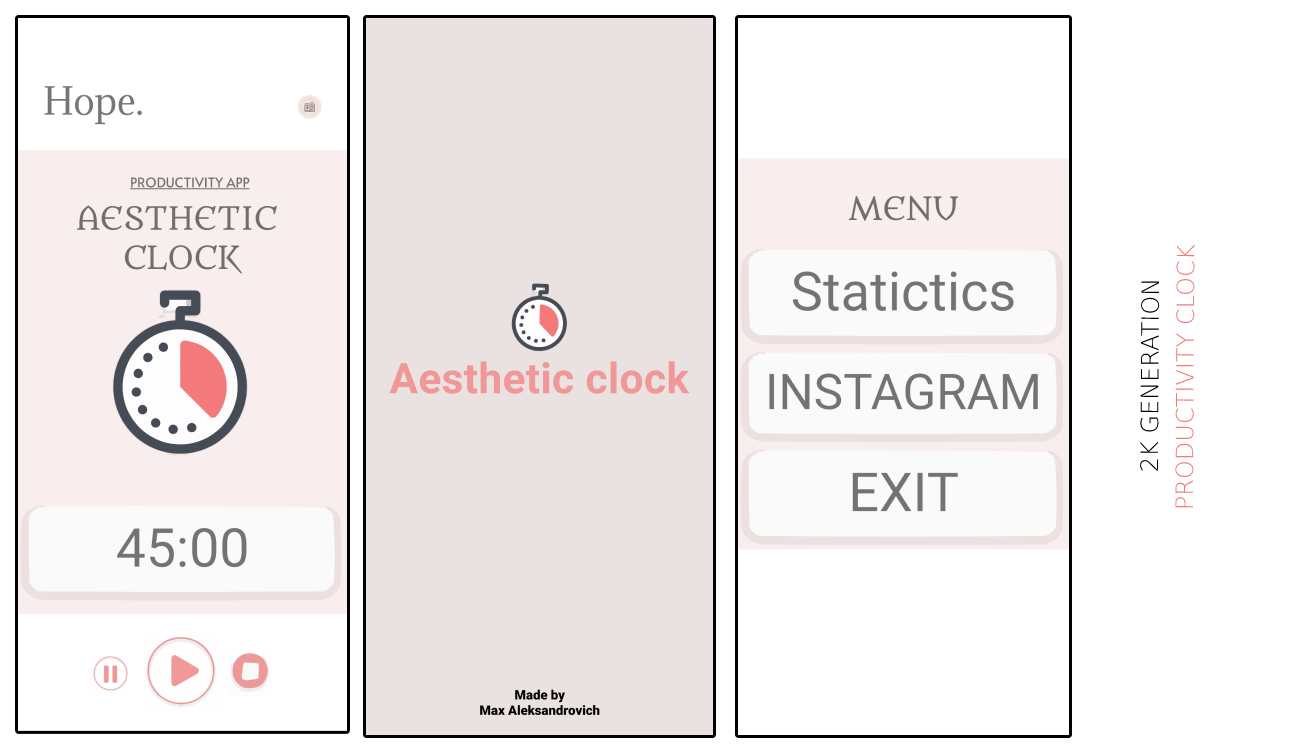 Hope.
PRODUCTIVITY APP
AESTHETIC
CLOCK
45:00
Aesthetic clock
Made by
Max Aleksandrovich
MENU
Statictics
INSTAGRAM
EXIT
2K GENERATION
PRODUCTIVITY CLOCK